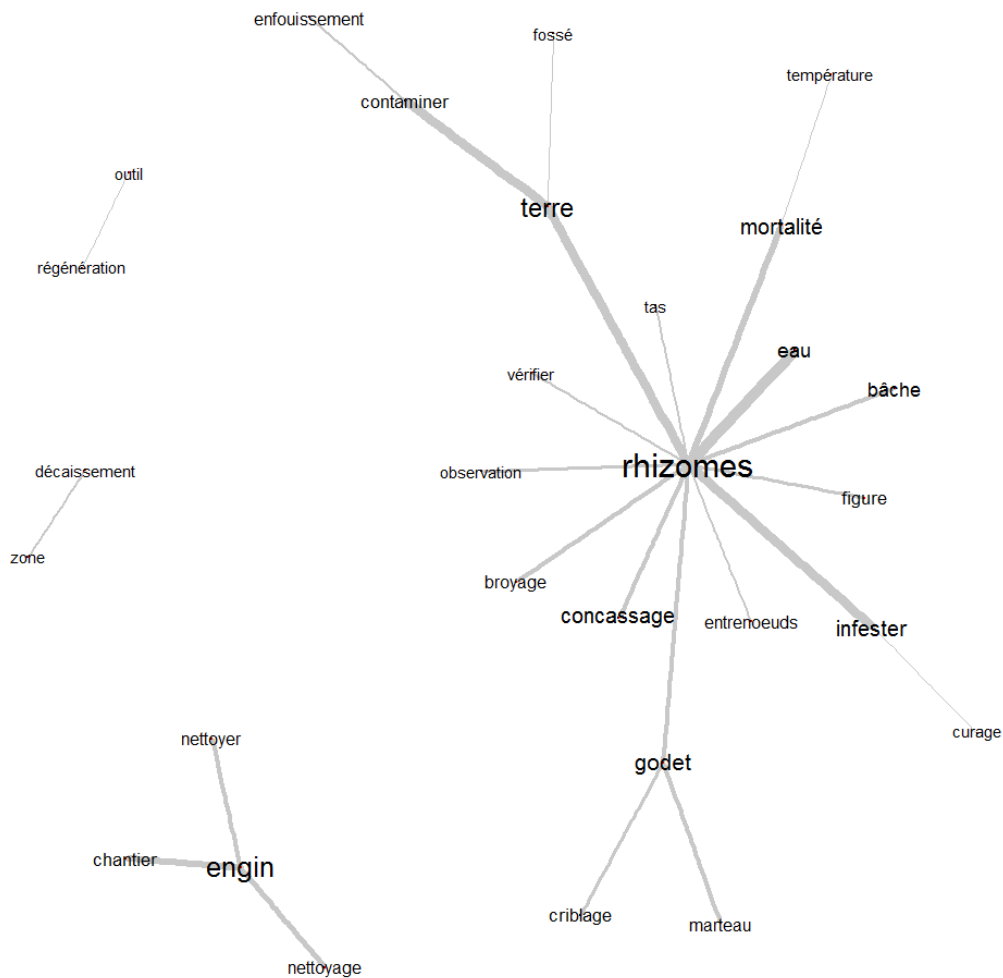 enfouissement
fossé
température
contaminer
outil
terre
mortalité
régénération
tas
eau
vérifier
bâche
rhizomes
décaissement
observation
figure
zone
broyage
concassage
entrenoeuds
infester
curage
nettoyer
godet
chantier
engin
criblage
marteau
nettoyage